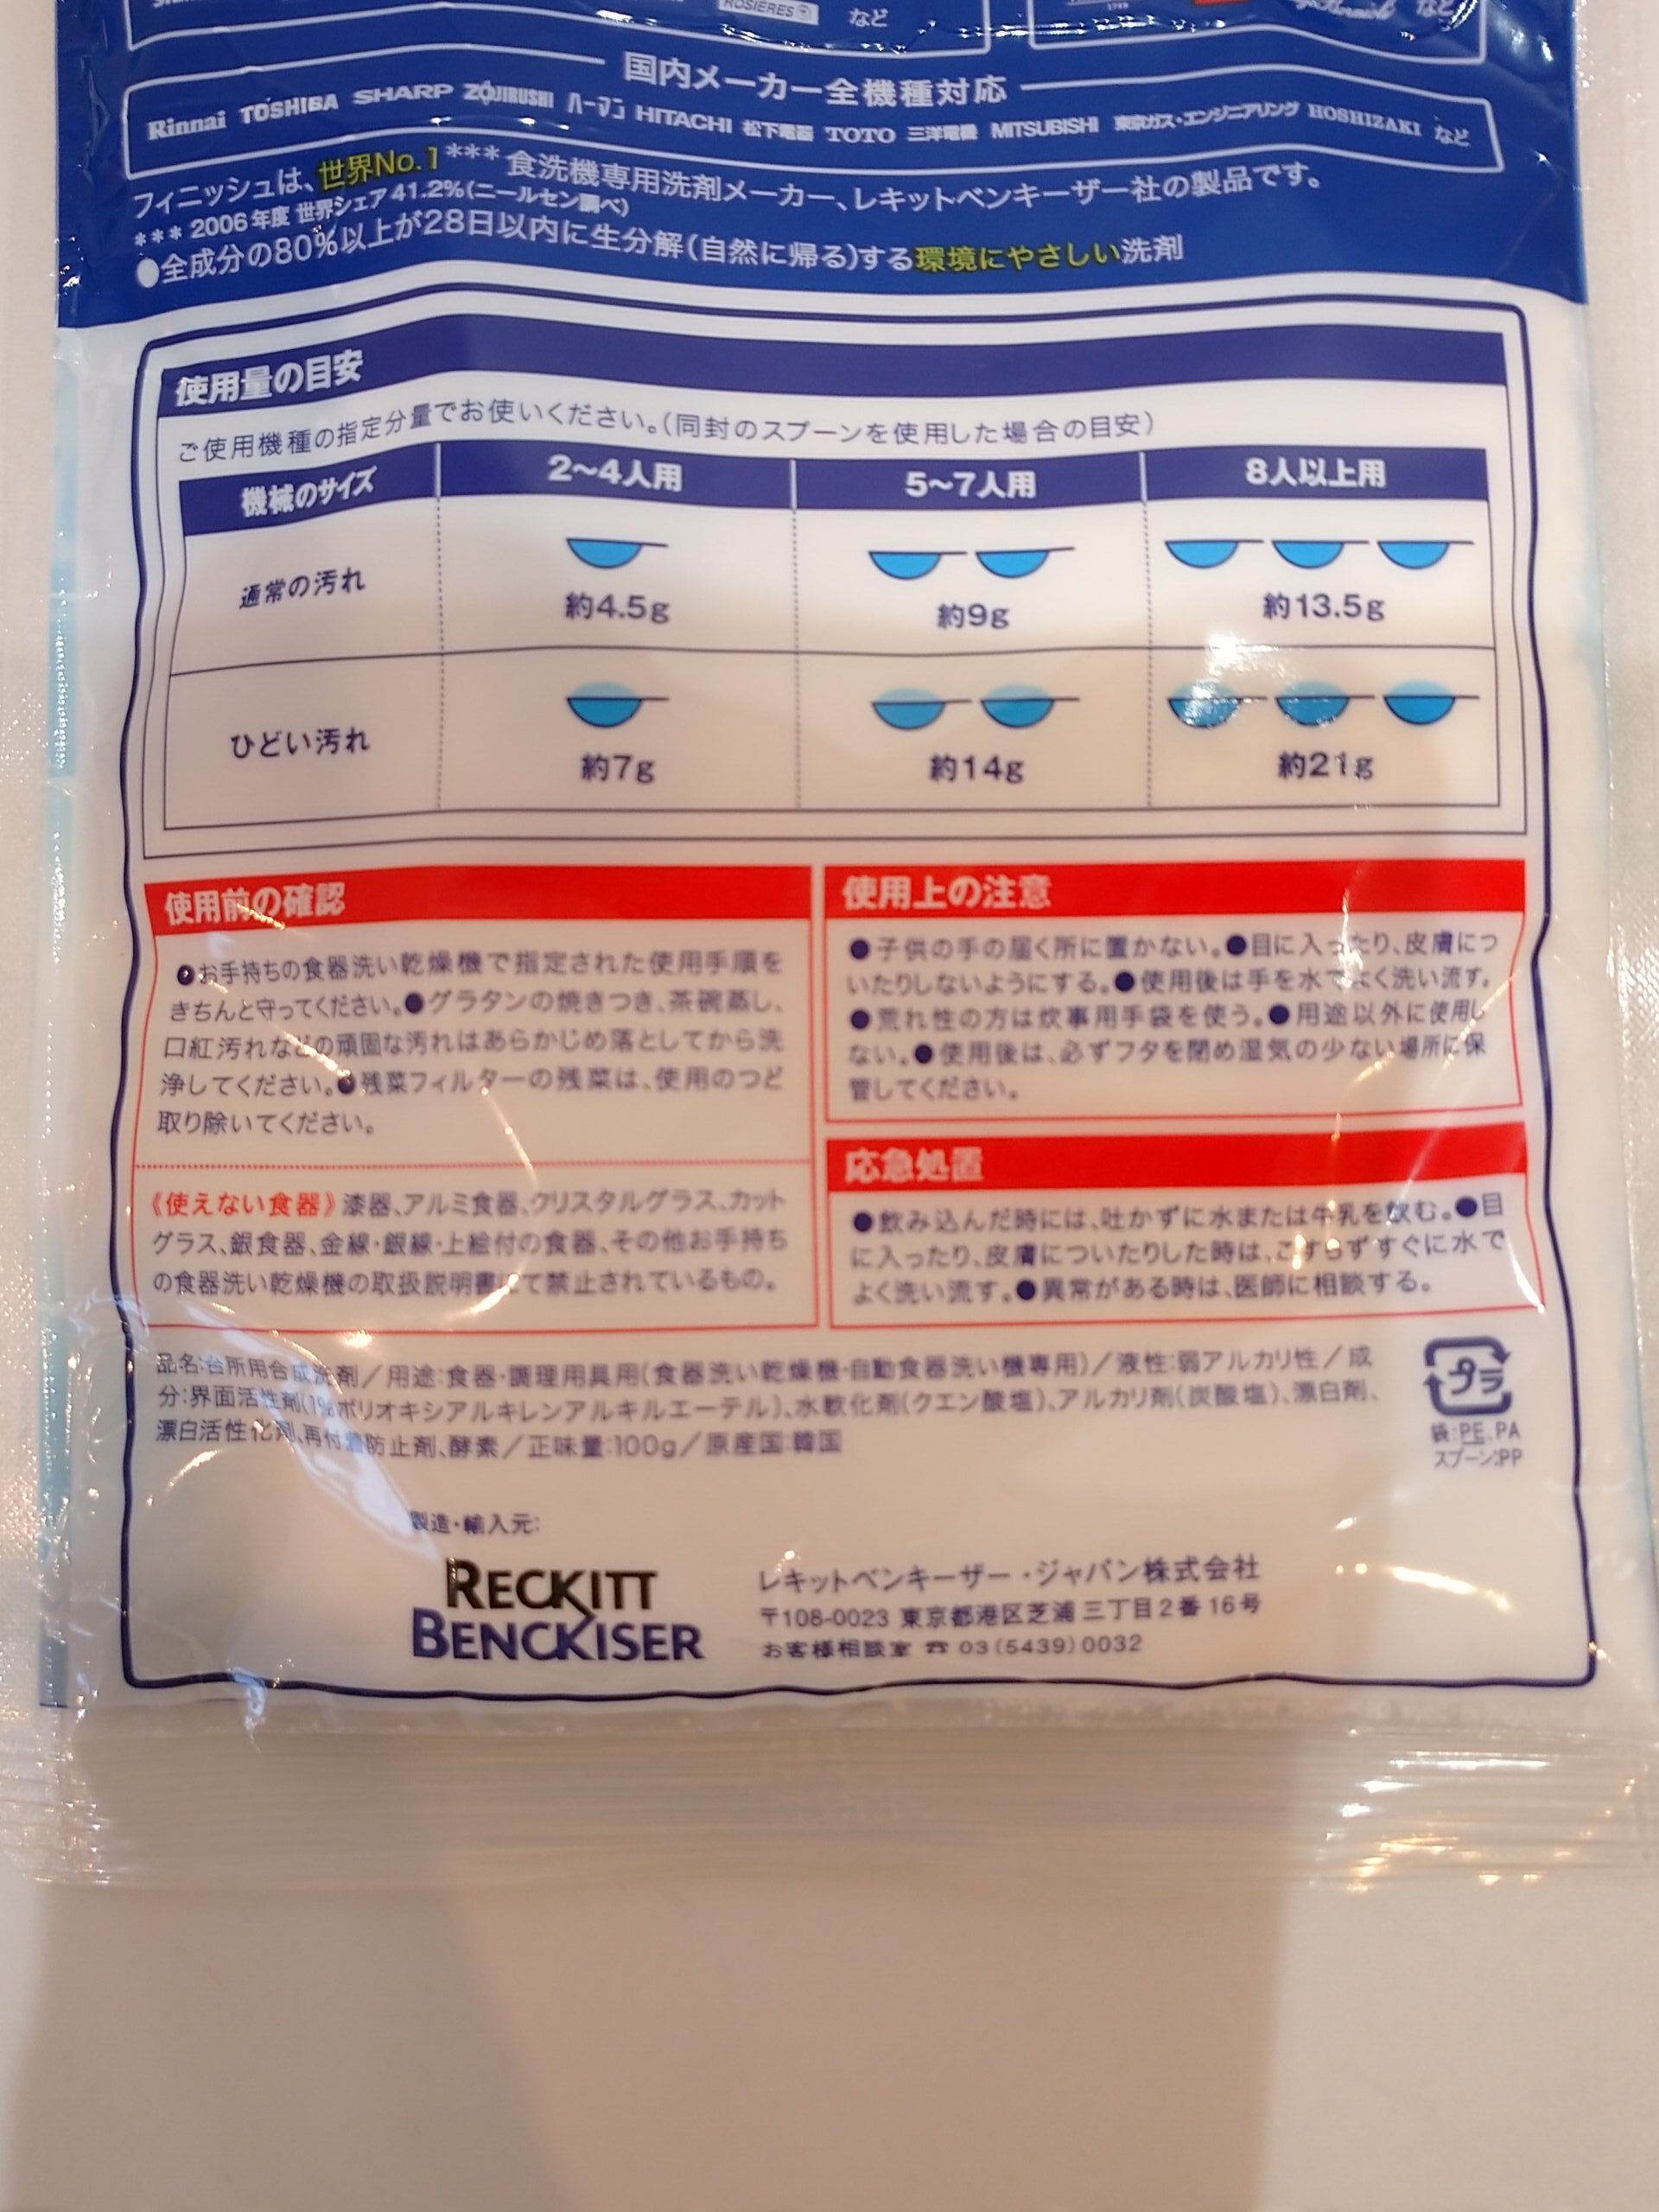 ROSIERES など
など
国内メーカー全機種対応
Rinnai TOSHIBA SHARP ZOJIRUSHI ハーマン HITACHI 松下電器 TOTO 三洋電機 MITSUBISHI 東京ガス・エンジニアリング HOSHIZAKI など
フィニッシュは、世界No.1***食洗機専用洗剤メーカー、レキットベンキーザー社の製品です。
***2006年度 世界シェア41.2%(ニールセン調べ)
●全成分の80%以上が28日以内に生分解(自然に帰る)する環境にやさしい洗剤
使用量の目安
ご使用機種の指定分量でお使いください。(同封のスプーンを使用した場合の目安)
機械のサイズ 2〜4人用 5〜7人用 8人以上用
通常の汚れ 約4.5g 約9g 約13.5g
ひどい汚れ 約7g 約14g 約21g
使用前の確認
●お手持ちの食器洗い乾燥機で指定された使用手順を
きちんと守ってください。●グラタンの焼きつき、茶碗蒸し、
口紅汚れなどの頑固な汚れはあらかじめ落としてから洗
浄してください。●残菜フィルターの残菜は、使用のつど
取り除いてください。
《使えない食器》漆器、アルミ食器、クリスタルグラス、カット
グラス、銀食器、金線・銀線・上絵付の食器、その他お手持ち
の食器洗い乾燥機の取扱説明書にて禁止されているもの。
使用上の注意
●子供の手の届く所に置かない。●目に入ったり、皮膚につ
いたりしないようにする。●使用後は手を水でよく洗い流す。
●荒れ性の方は炊事用手袋を使う。●用途以外に使用し
ない。●使用後は、必ずフタを閉め湿気の少ない場所に保
管してください。
応急処置
●飲み込んだ時には、吐かずに水または牛乳を飲む。●目
に入ったり、皮膚についたりした時は、こすらずすぐに水で
よく洗い流す。●異常がある時は、医師に相談する。
品名:台所用合成洗剤/用途:食器・調理用具用(食器洗い乾燥機・自動食器洗い機専用)/液性:弱アルカリ性/成
分:界面活性剤(1%ポリオキシアルキレンアルキルエーテル)、水軟化剤(クエン酸塩)、アルカリ剤(炭酸塩)、漂白剤、
漂白活性化剤、再付着防止剤、酵素/正味量:100g/原産国:韓国
プラ
袋:PE、PA
スプーン:PP
製造・輸入元:
RECKITT
BENCKISER
レキットベンキーザー・ジャパン株式会社
〒108-0023 東京都港区芝浦三丁目2番16号
お客様相談室 ☎ 03(5439)0032